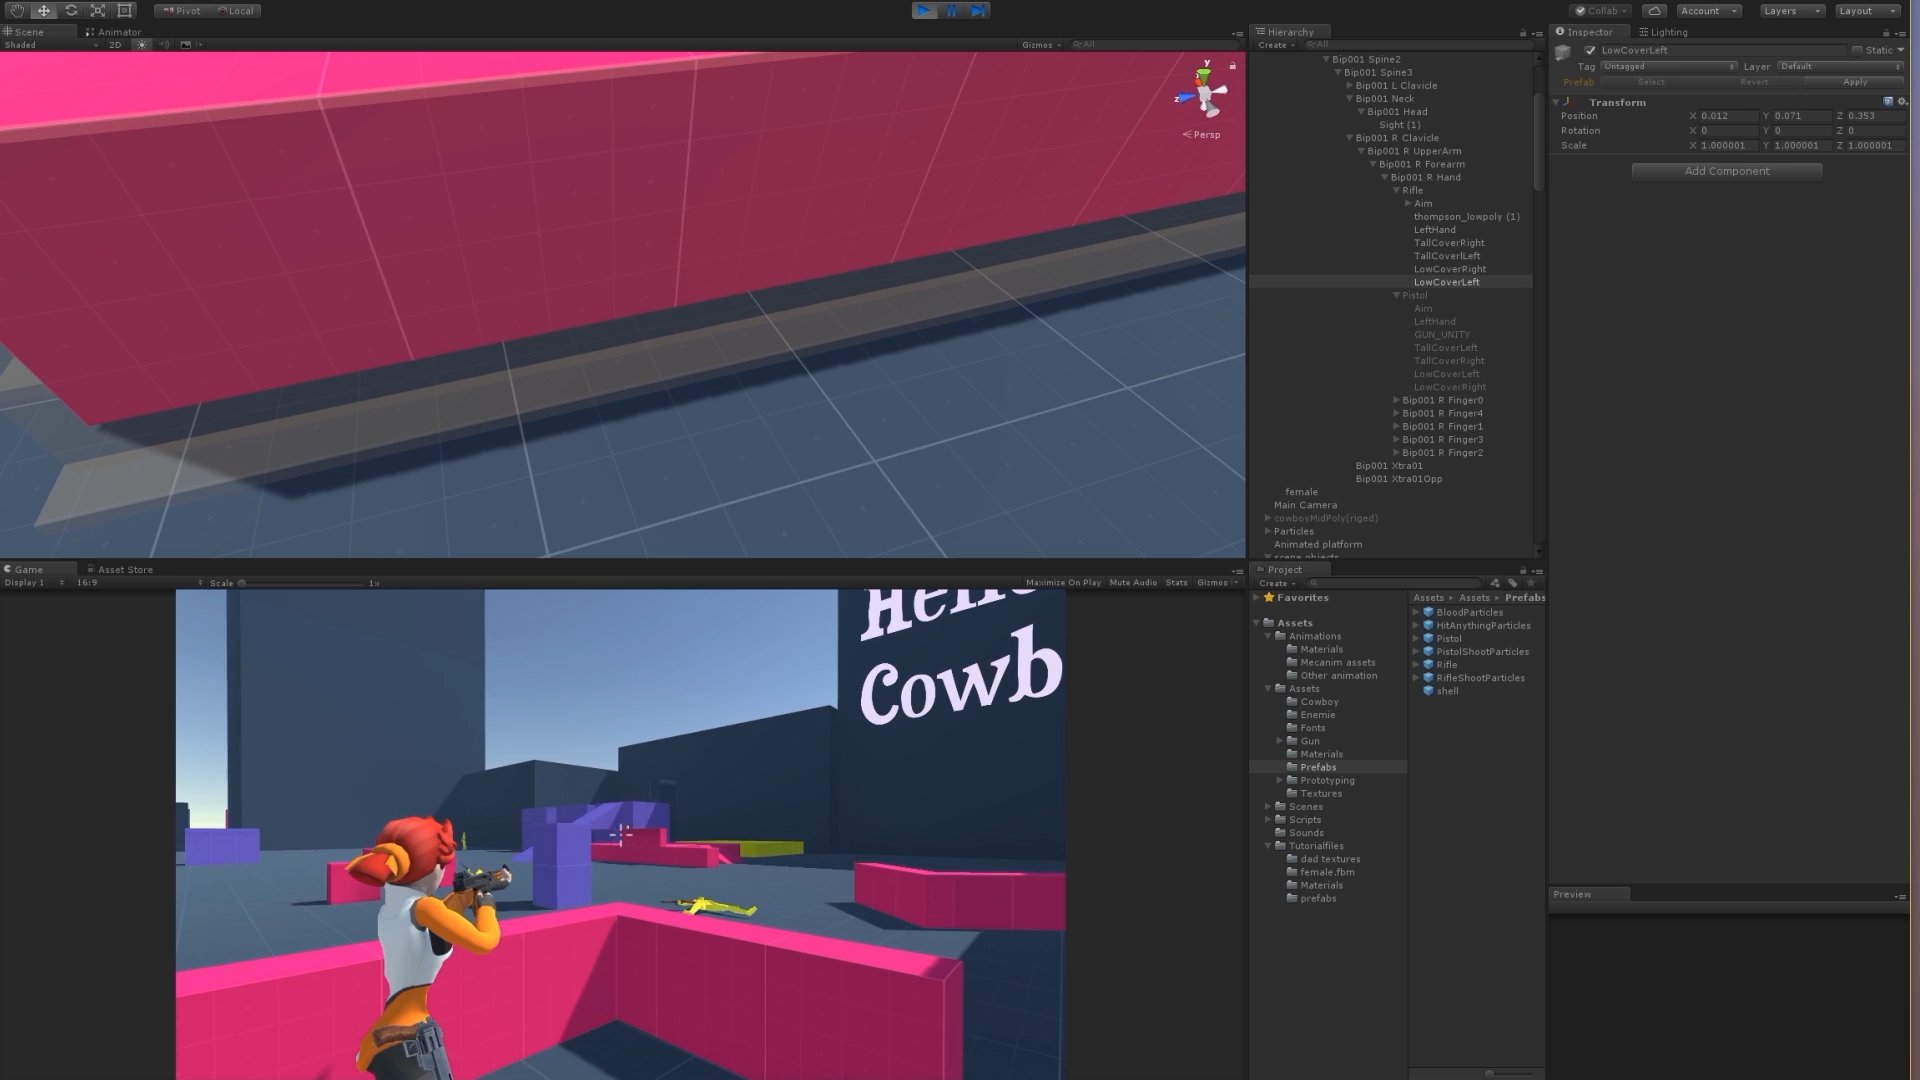 Pivot Local
Collab Account Layers Layout
Scene Animator
Shaded 2D Gizmos All
y
z
Persp
Hierarchy
Create All
Bip001 Spine2
Bip001 Spine3
Bip001 L Clavicle
Bip001 Neck
Bip001 Head
Sight (1)
Bip001 R Clavicle
Bip001 R UpperArm
Bip001 R Forearm
Bip001 R Hand
Rifle
Aim
thompson_lowpoly (1)
LeftHand
TallCoverRight
TallCoverlLeft
LowCoverRight
LowCoverLeft
Pistol
Aim
LeftHand
GUN_UNITY
TallCoverLeft
TallCoverRight
LowCoverLeft
LowCoverRight
Bip001 R Finger0
Bip001 R Finger4
Bip001 R Finger1
Bip001 R Finger3
Bip001 R Finger2
Bip001 Xtra01
Bip001 Xtra01Opp
female
Main Camera
cowboyMidPoly(riged)
Particles
Animated platform
scene objects
Inspector Lighting
LowCoverLeft Static
Tag Untagged Layer Default
Prefab Select Revert Apply
Transform
Position X 0.012 Y 0.071 Z 0.353
Rotation X 0 Y 0 Z 0
Scale X 1.000001 Y 1.000001 Z 1.000001
Add Component
Game Asset Store
Display 1 16:9 Scale 1x Maximize On Play Mute Audio Stats Gizmos
Cowb
Project
Create
Favorites
Assets
Animations
Materials
Mecanim assets
Other animation
Assets
Cowboy
Enemie
Fonts
Gun
Materials
Prefabs
Prototyping
Textures
Scenes
Scripts
Sounds
Tutorialfiles
dad textures
female.fbm
Materials
prefabs
Assets Assets Prefabs
BloodParticles
HitAnythingParticles
Pistol
PistolShootParticles
Rifle
RifleShootParticles
shell
Preview